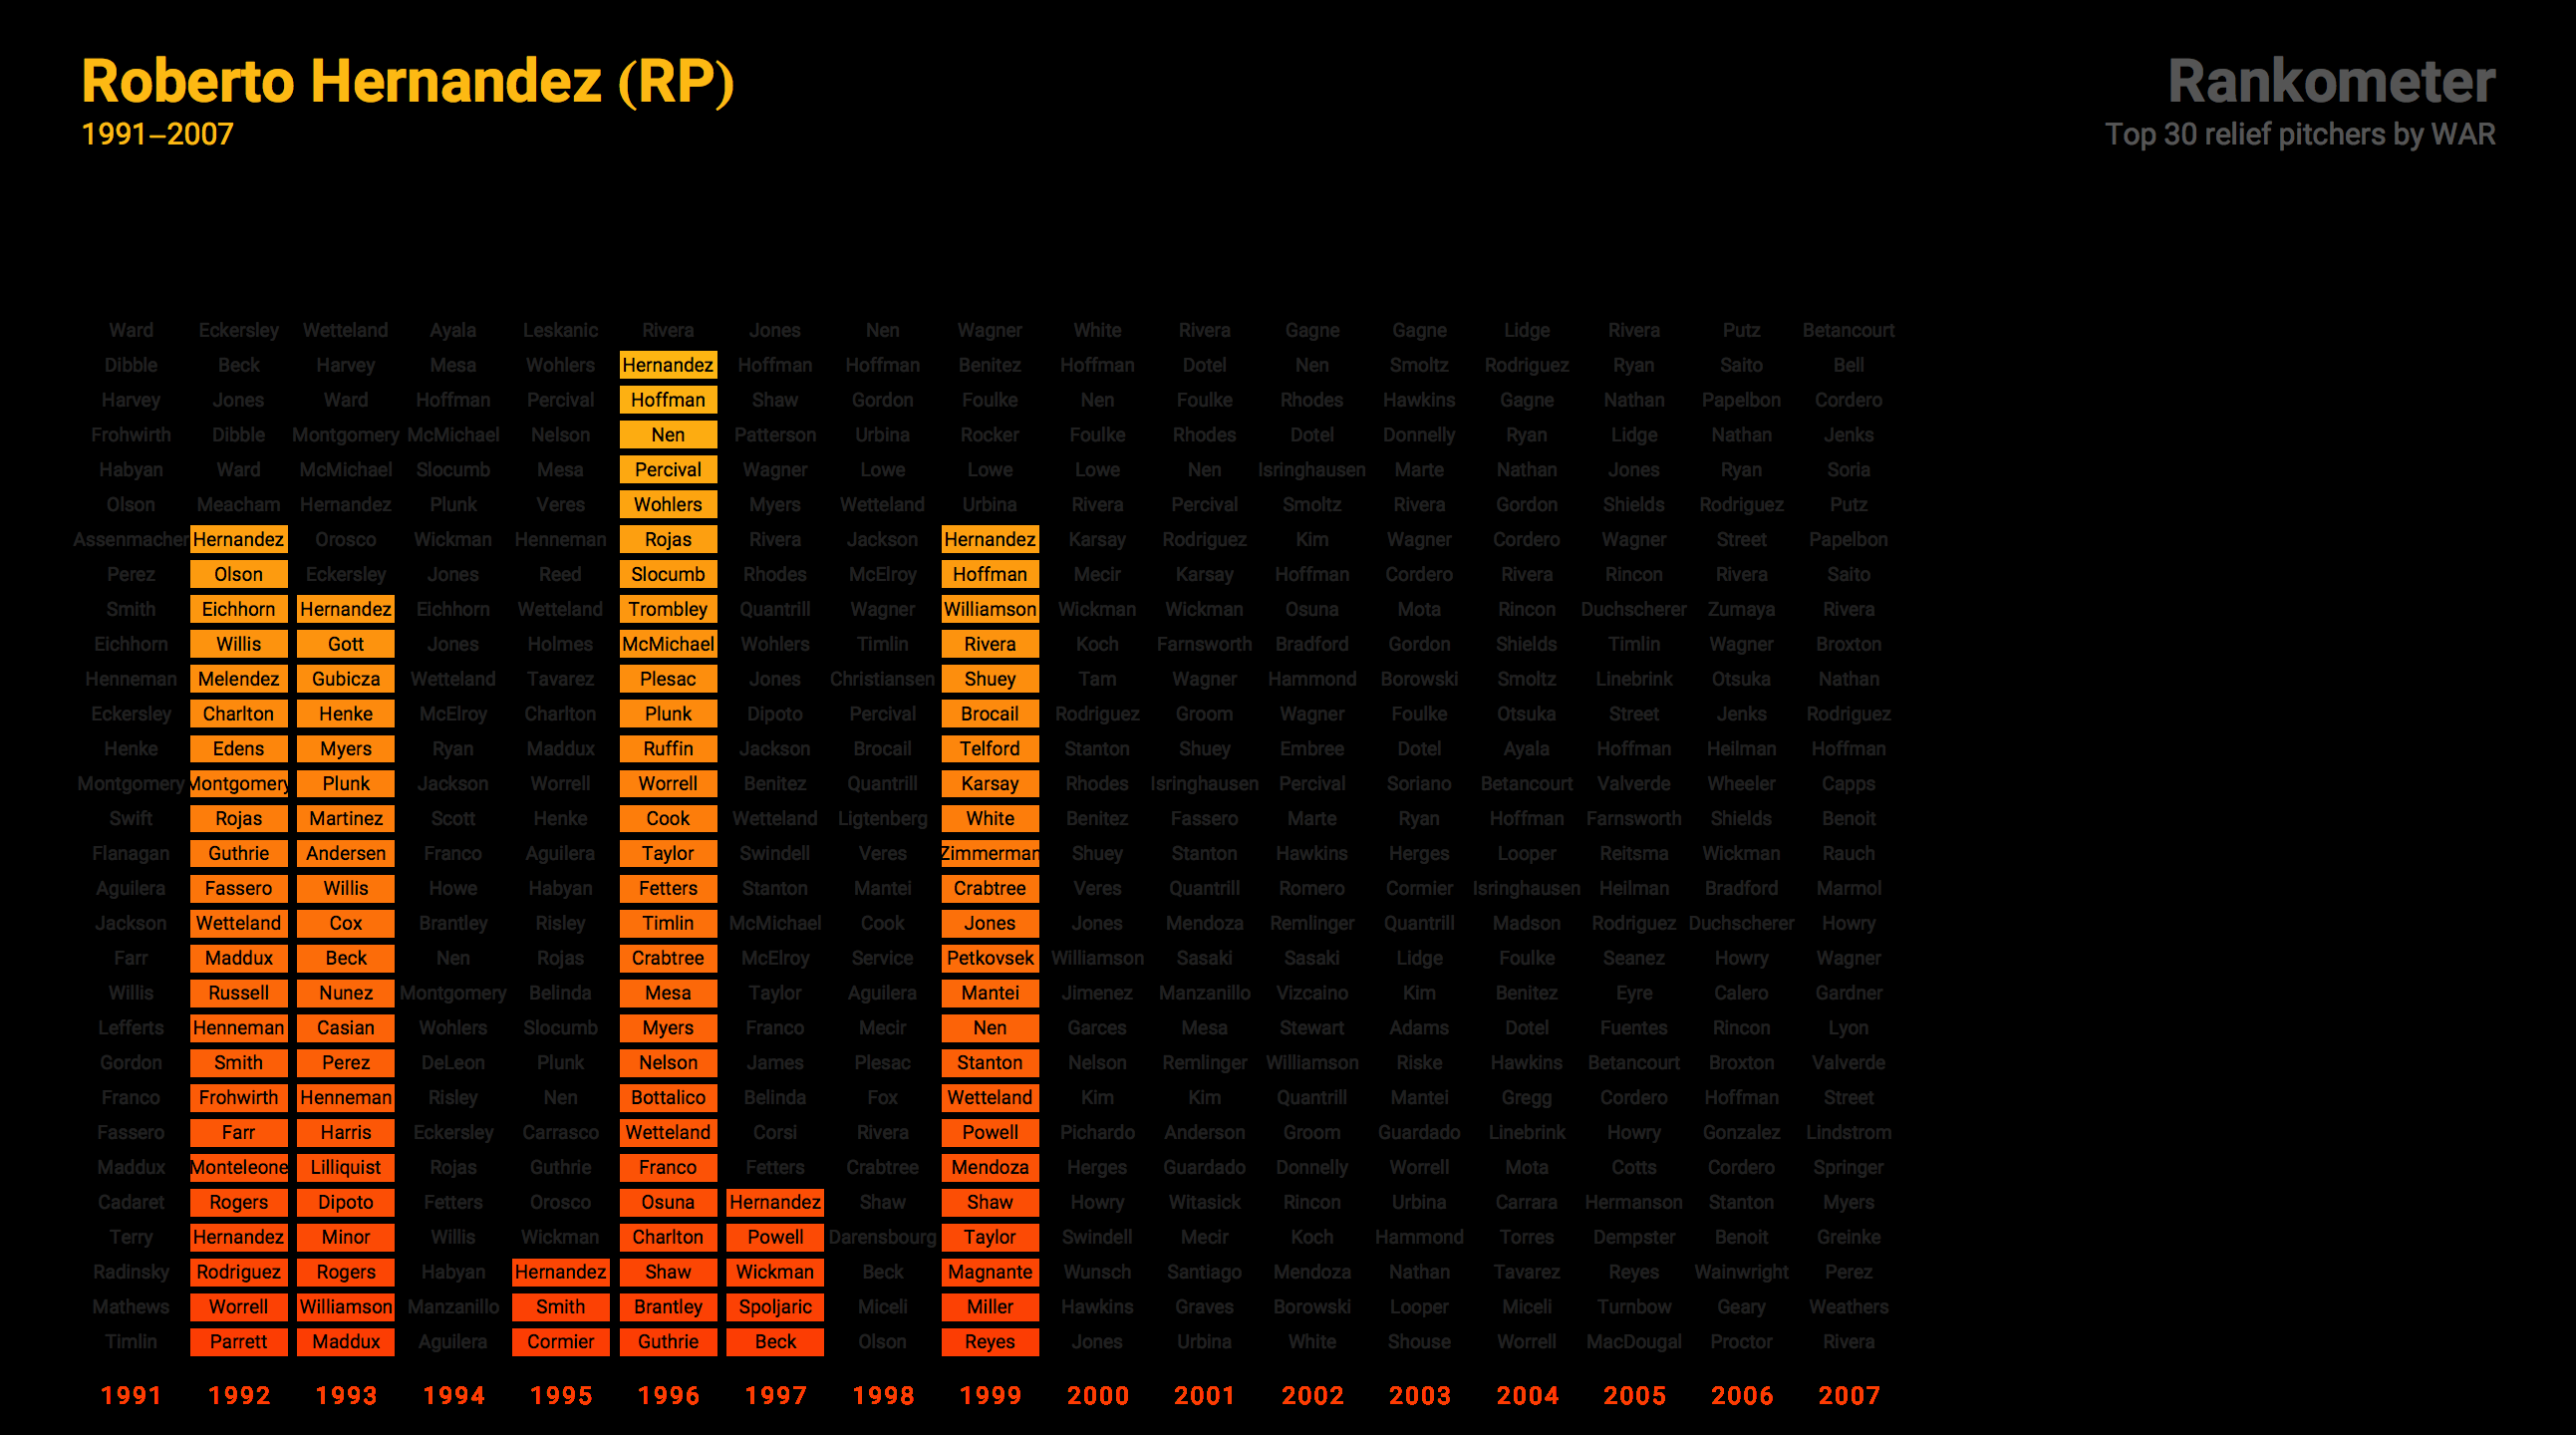 Roberto Hernandez (RP)
1991–2007
Rankometer
Top 30 relief pitchers by WAR
Ward Eckersley Wetteland Ayala Leskanic Rivera Jones Nen Wagner White Rivera Gagne Gagne Lidge Rivera Putz Betancourt
Dibble Beck Harvey Mesa Wohlers Hernandez Hoffman Hoffman Benitez Hoffman Dotel Nen Smoltz Rodriguez Ryan Saito Bell
Harvey Jones Ward Hoffman Percival Hoffman Shaw Gordon Foulke Nen Foulke Rhodes Hawkins Gagne Nathan Papelbon Cordero
Frohwirth Dibble Montgomery McMichael Nelson Nen Patterson Urbina Rocker Foulke Rhodes Dotel Donnelly Ryan Lidge Nathan Jenks
Habyan Ward McMichael Slocumb Mesa Percival Wagner Lowe Lowe Lowe Nen Isringhausen Marte Nathan Jones Ryan Soria
Olson Meacham Hernandez Plunk Veres Wohlers Myers Wetteland Urbina Rivera Percival Smoltz Rivera Gordon Shields Rodriguez Putz
Assenmacher Hernandez Orosco Wickman Henneman Rojas Rivera Jackson Hernandez Karsay Rodriguez Kim Wagner Cordero Wagner Street Papelbon
Perez Olson Eckersley Jones Reed Slocumb Rhodes McElroy Hoffman Mecir Karsay Hoffman Cordero Rivera Rincon Rivera Saito
Smith Eichhorn Hernandez Eichhorn Wetteland Trombley Quantrill Wagner Williamson Wickman Wickman Osuna Mota Rincon Duchscherer Zumaya Rivera
Eichhorn Willis Gott Jones Holmes McMichael Wohlers Timlin Rivera Koch Farnsworth Bradford Gordon Shields Timlin Wagner Broxton
Henneman Melendez Gubicza Wetteland Tavarez Plesac Jones Christiansen Shuey Tam Wagner Hammond Borowski Smoltz Linebrink Otsuka Nathan
Eckersley Charlton Henke McElroy Charlton Plunk Dipoto Percival Brocail Rodriguez Groom Wagner Foulke Otsuka Street Jenks Rodriguez
Henke Edens Myers Ryan Maddux Ruffin Jackson Brocail Telford Stanton Shuey Embree Dotel Ayala Hoffman Heilman Hoffman
Montgomery Montgomery Plunk Jackson Worrell Worrell Benitez Quantrill Karsay Rhodes Isringhausen Percival Soriano Betancourt Valverde Wheeler Capps
Swift Rojas Martinez Scott Henke Cook Wetteland Ligtenberg White Benitez Fassero Marte Ryan Hoffman Farnsworth Shields Benoit
Flanagan Guthrie Andersen Franco Aguilera Taylor Swindell Veres Zimmerman Shuey Stanton Hawkins Herges Looper Reitsma Wickman Rauch
Aguilera Fassero Willis Howe Habyan Fetters Stanton Mantei Crabtree Veres Quantrill Romero Cormier Isringhausen Heilman Bradford Marmol
Jackson Wetteland Cox Brantley Risley Timlin McMichael Cook Jones Jones Mendoza Remlinger Quantrill Madson Rodriguez Duchscherer Howry
Farr Maddux Beck Nen Rojas Crabtree McElroy Service Petkovsek Williamson Sasaki Sasaki Lidge Foulke Seanez Howry Wagner
Willis Russell Nunez Montgomery Belinda Mesa Taylor Aguilera Mantei Jimenez Manzanillo Vizcaino Kim Benitez Eyre Calero Gardner
Lefferts Henneman Casian Wohlers Slocumb Myers Franco Mecir Nen Garces Mesa Stewart Adams Dotel Fuentes Rincon Lyon
Gordon Smith Perez DeLeon Plunk Nelson James Plesac Stanton Nelson Remlinger Williamson Riske Hawkins Betancourt Broxton Valverde
Franco Frohwirth Henneman Risley Nen Bottalico Belinda Fox Wetteland Kim Kim Quantrill Mantei Gregg Cordero Hoffman Street
Fassero Farr Harris Eckersley Carrasco Wetteland Corsi Rivera Powell Pichardo Anderson Groom Guardado Linebrink Howry Gonzalez Lindstrom
Maddux Monteleone Lilliquist Rojas Guthrie Franco Fetters Crabtree Mendoza Herges Guardado Donnelly Worrell Mota Cotts Cordero Springer
Cadaret Rogers Dipoto Fetters Orosco Osuna Hernandez Shaw Shaw Howry Witasick Rincon Urbina Carrara Hermanson Stanton Myers
Terry Hernandez Minor Willis Wickman Charlton Powell Darensbourg Taylor Swindell Mecir Koch Hammond Torres Dempster Benoit Greinke
Radinsky Rodriguez Rogers Habyan Hernandez Shaw Wickman Beck Magnante Wunsch Santiago Mendoza Nathan Tavarez Reyes Wainwright Perez
Mathews Worrell Williamson Manzanillo Smith Brantley Spoljaric Miceli Miller Hawkins Graves Borowski Looper Miceli Turnbow Geary Weathers
Timlin Parrett Maddux Aguilera Cormier Guthrie Beck Olson Reyes Jones Urbina White Shouse Worrell MacDougal Proctor Rivera
1991 1992 1993 1994 1995 1996 1997 1998 1999 2000 2001 2002 2003 2004 2005 2006 2007